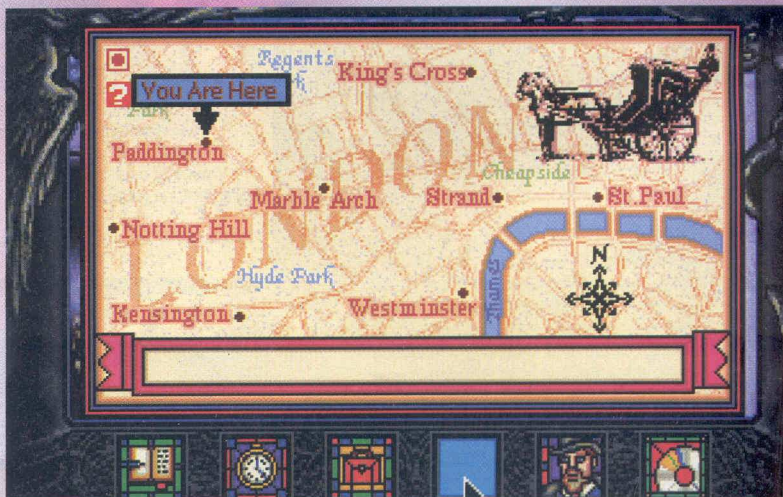 Regents
King's Cross
?
You Are Here
Park
Paddington
LONDON
Cheapside
Marble Arch
Strand
St. Paul
Notting Hill
N
Hyde Park
Thames
Kensington
Westminster